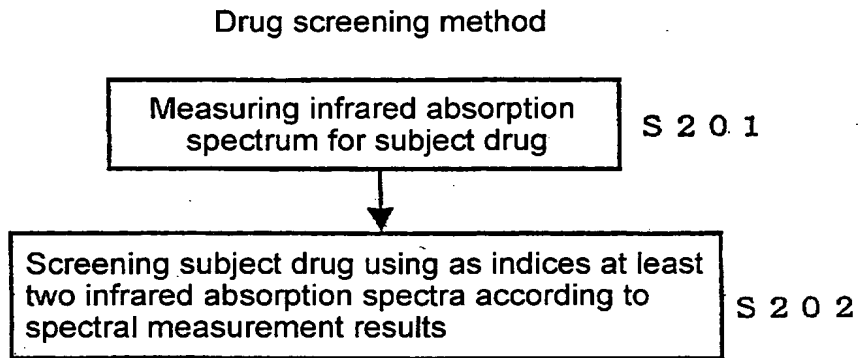 Drug screening method
Measuring infrared absorption
spectrum for subject drug
S 2 0 1
Screening subject drug using as indices at least
two infrared absorption spectra according to
spectral measurement results
S 2 0 2